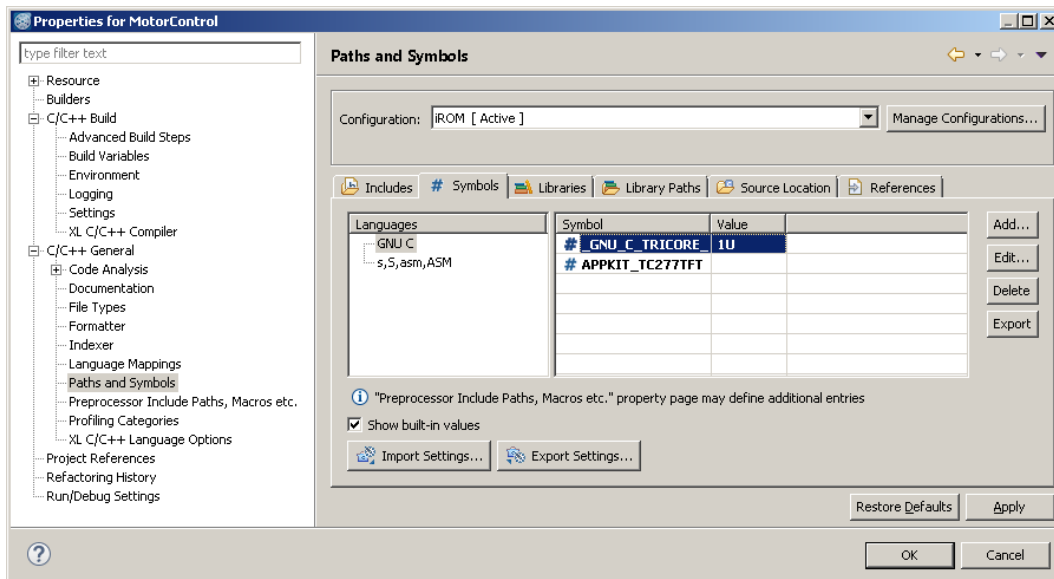 Properties for MotorControl
type filter text
Resource
Builders
C/C++ Build
Advanced Build Steps
Build Variables
Environment
Logging
Settings
XL C/C++ Compiler
C/C++ General
Code Analysis
Documentation
File Types
Formatter
Indexer
Language Mappings
Paths and Symbols
Preprocessor Include Paths, Macros etc.
Profiling Categories
XL C/C++ Language Options
Project References
Refactoring History
Run/Debug Settings
Paths and Symbols
Configuration: iROM [ Active ] Manage Configurations...
Includes # Symbols Libraries Library Paths Source Location References
Languages
GNU C
s,S,asm,ASM
Symbol Value
# _GNU_C_TRICORE_ 1U
# APPKIT_TC277TFT
Add...
Edit...
Delete
Export
"Preprocessor Include Paths, Macros etc." property page may define additional entries
Show built-in values
Import Settings... Export Settings...
Restore Defaults Apply
? OK Cancel